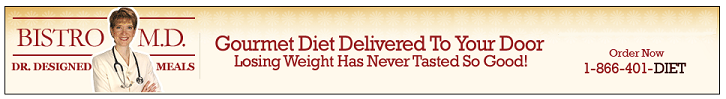 BISTRO M.D.
DR. DESIGNED MEALS
Gourmet Diet Delivered To Your Door
Losing Weight Has Never Tasted So Good!
Order Now
1-866-401-DIET